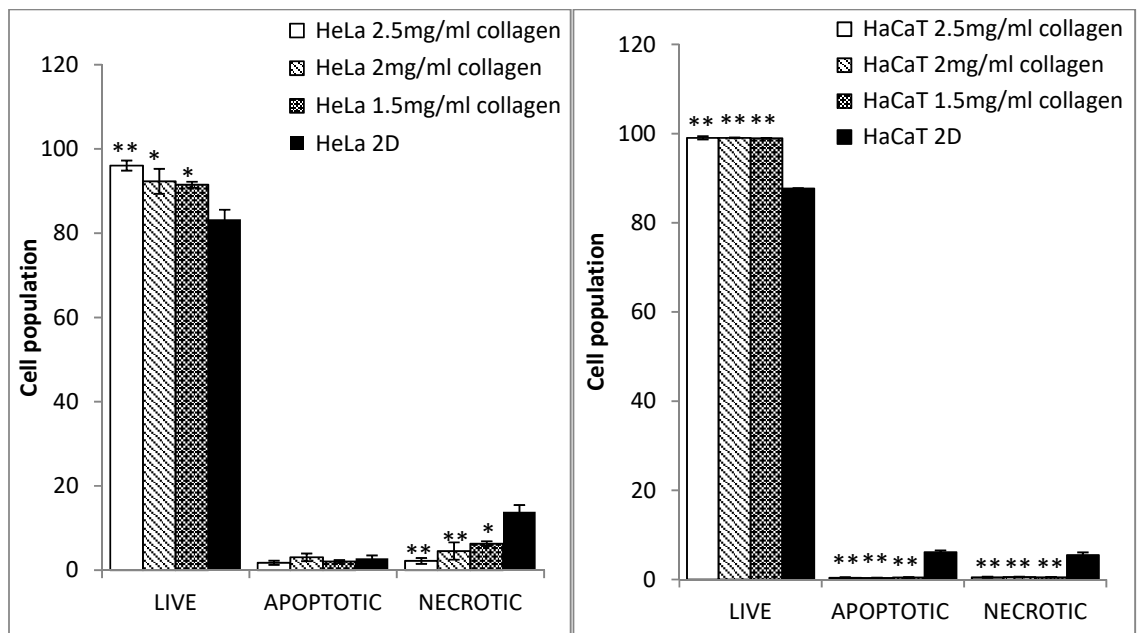 HeLa 2.5mg/ml collagen
HeLa 2mg/ml collagen
HeLa 1.5mg/ml collagen
HeLa 2D
120
100
80
60
40
20
0
Cell population
** * *
** ** *
LIVE APOPTOTIC NECROTIC
HaCaT 2.5mg/ml collagen
HaCaT 2mg/ml collagen
HaCaT 1.5mg/ml collagen
HaCaT 2D
120
100
80
60
40
20
0
Cell population
** ** **
** ** ** ** ** **
LIVE APOPTOTIC NECROTIC